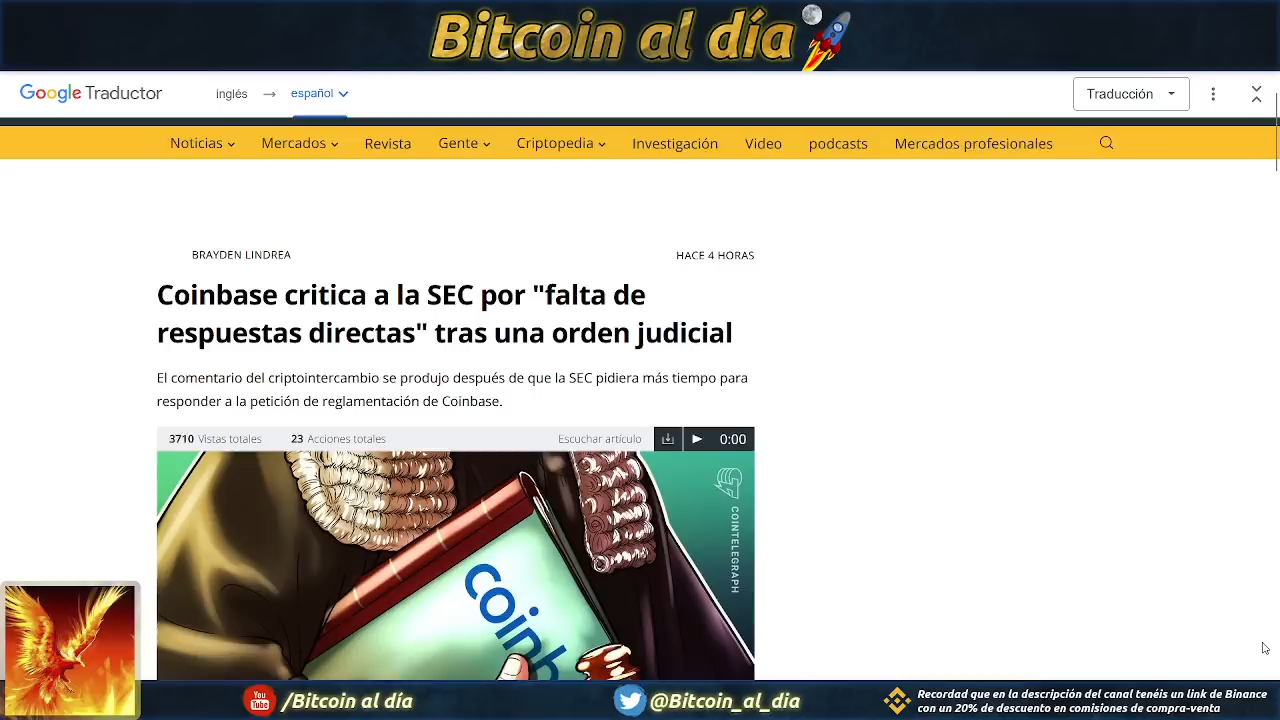 Bitcoin al día
Google Traductor
inglés → español
Traducción
Noticias Mercados Revista Gente Criptopedia Investigación Video podcasts Mercados profesionales
BRAYDEN LINDREA
HACE 4 HORAS
Coinbase critica a la SEC por "falta de
respuestas directas" tras una orden judicial
El comentario del criptointercambio se produjo después de que la SEC pidiera más tiempo para
responder a la petición de reglamentación de Coinbase.
3710 Vistas totales 23 Acciones totales Escuchar artículo 0:00
COINTELEGRAPH
coinb
You
Tube
/Bitcoin al día
@Bitcoin_al_dia
Recordad que en la descripción del canal tenéis un link de Binance
con un 20% de descuento en comisiones de compra-venta